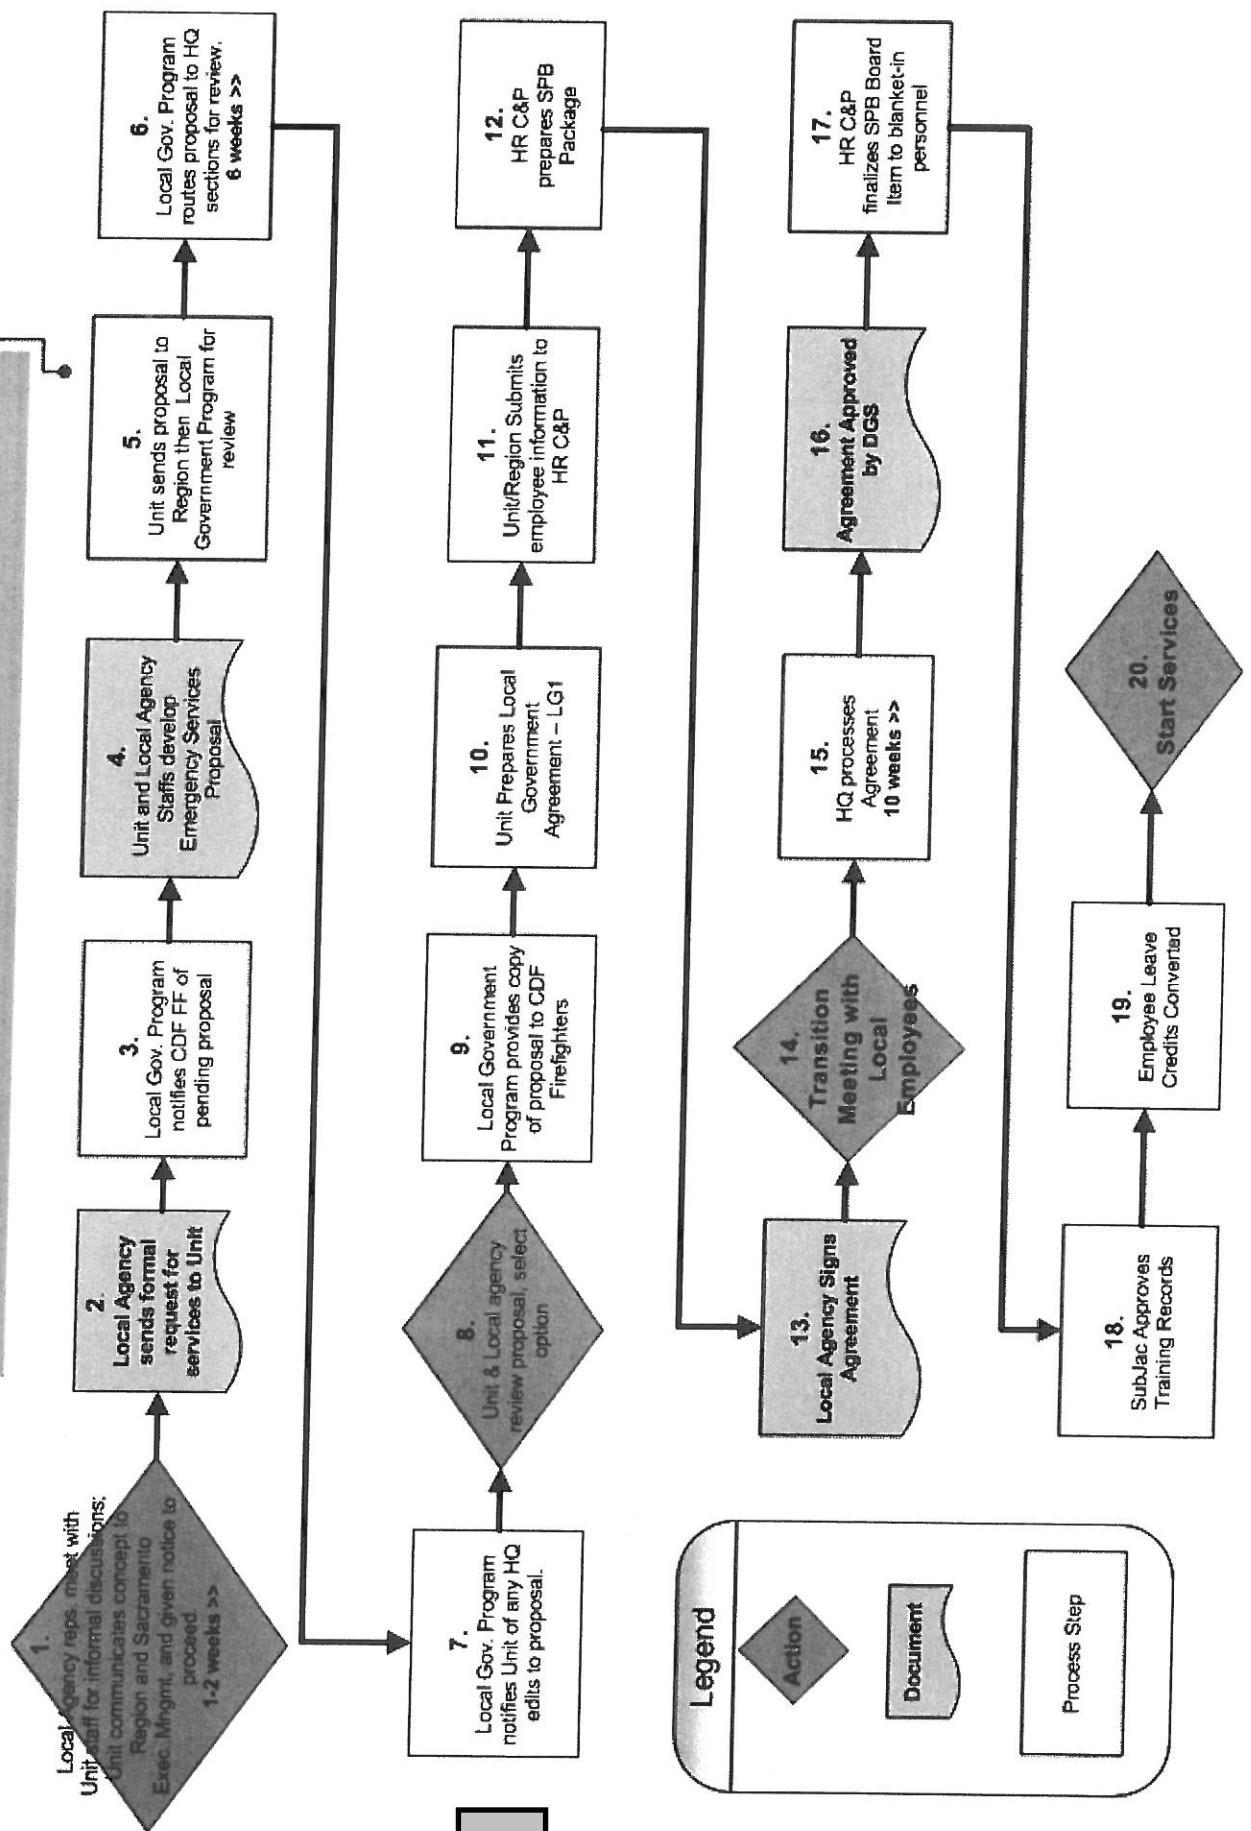 1.
Local Agency reps. meet with
Unit staff for informal discussions;
Unit communicates concept to
Region and Sacramento
Exec. Mngmt, and given notice to
proceed
1-2 weeks >>
2.
Local Agency
sends formal
request for
services to Unit
3.
Local Gov. Program
notifies CDF FF of
pending proposal
4.
Unit and Local Agency
Staffs develop
Emergency Services
Proposal
5.
Unit sends proposal to
Region then Local
Government Program for
review
6.
Local Gov. Program
routes proposal to HQ
sections for review.
6 weeks >>
7.
Local Gov. Program
notifies Unit of any HQ
edits to proposal.
8.
Unit & Local agency
review proposal, select
option
9.
Local Government
Program provides copy
of proposal to CDF
Firefighters
10.
Unit Prepares Local
Government
Agreement – LG1
11.
Unit/Region Submits
employee information to
HR C&P
12.
HR C&P
prepares SPB
Package
13.
Local Agency Signs
Agreement
14.
Transition
Meeting with
Local
Employees
15.
HQ processes
Agreement
10 weeks >>
16.
Agreement Approved
by DGS
17.
HR C&P
finalizes SPB Board
Item to blanket-in
personnel
18.
SubJac Approves
Training Records
19.
Employee Leave
Credits Converted
20.
Start Services
Legend
Action
Document
Process Step